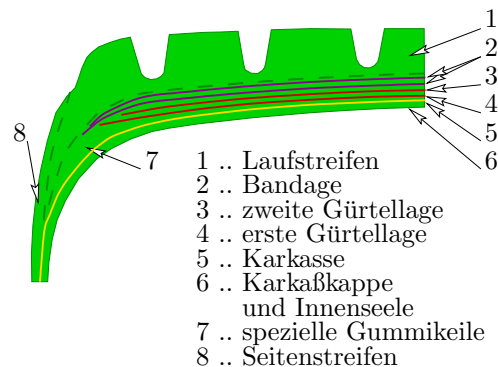 1
2
3
4
5
6
8
7
1 .. Laufstreifen
2 .. Bandage
3 .. zweite Gürtellage
4 .. erste Gürtellage
5 .. Karkasse
6 .. Karkaßkappe
und Innenseele
7 .. spezielle Gummikeile
8 .. Seitenstreifen